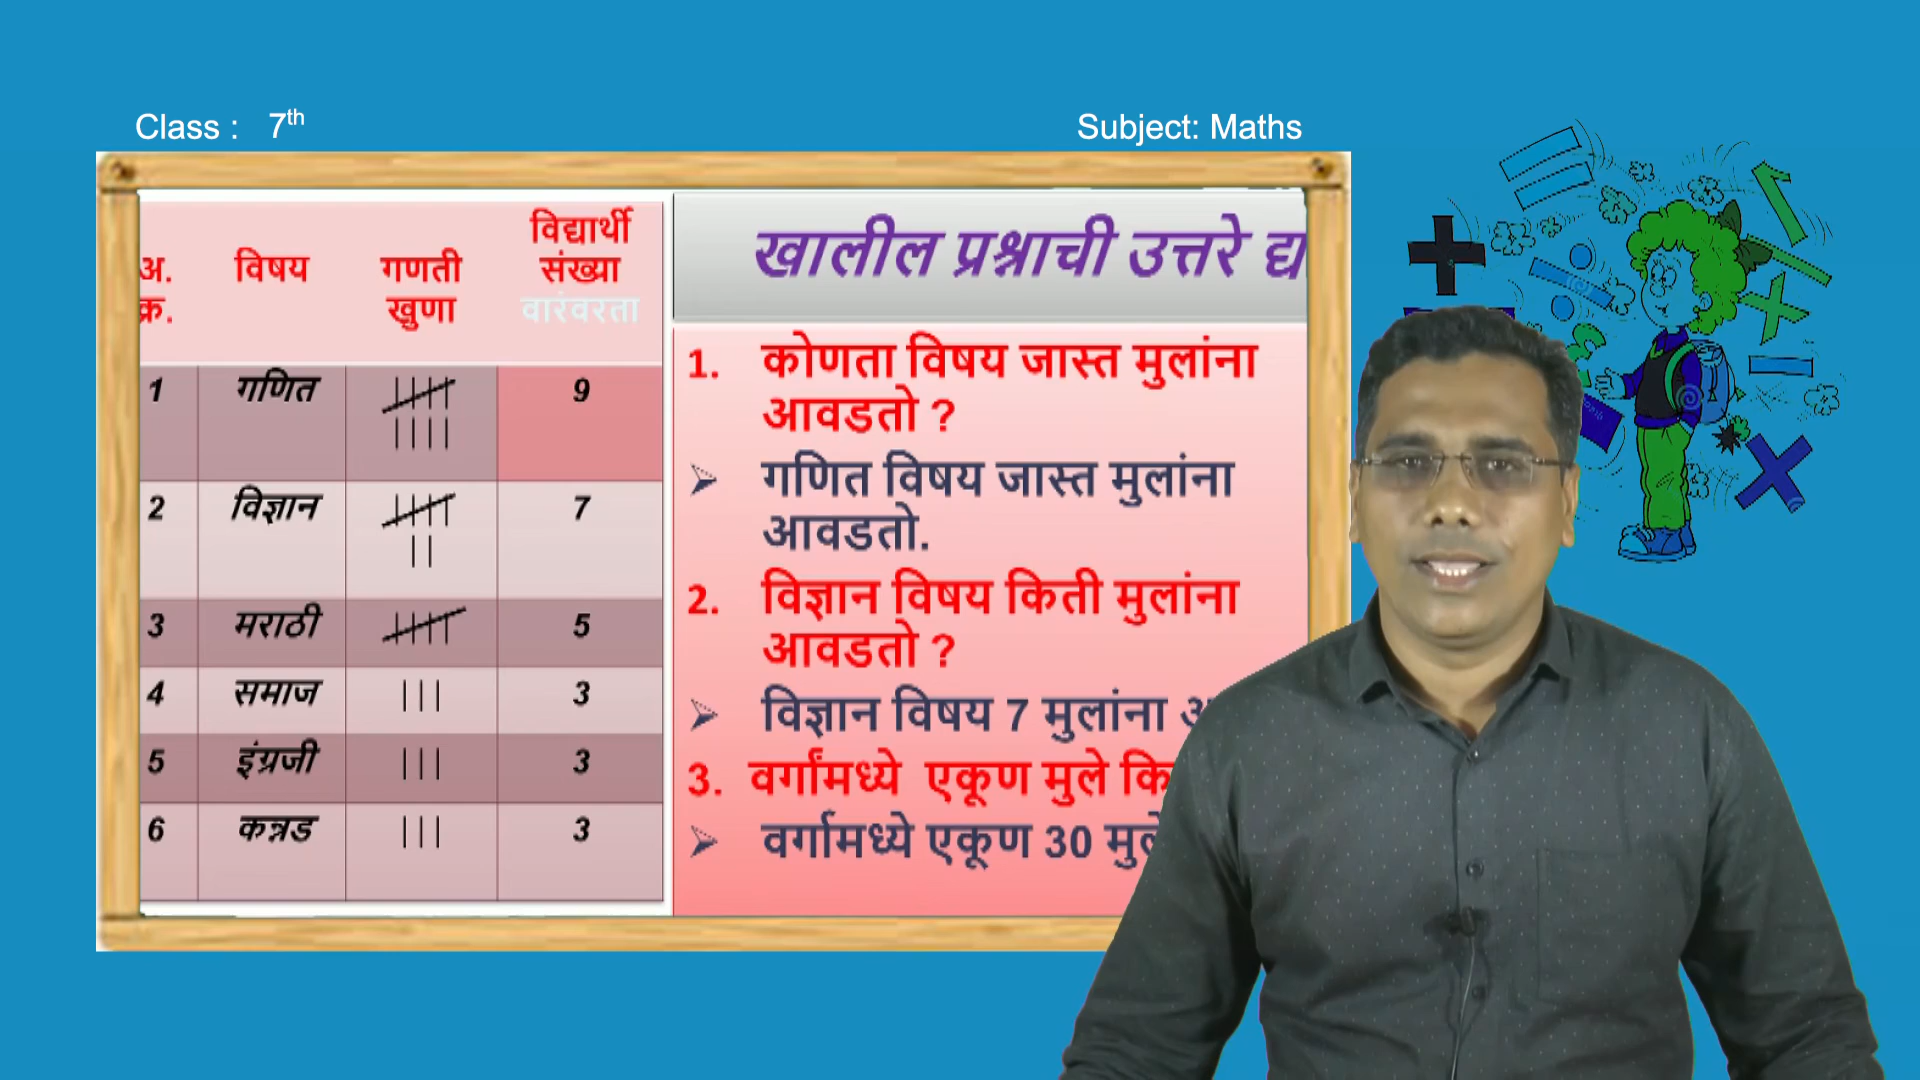 Class : 7th
Subject: Maths
अ. क्र.
विषय
गणती खुणा
विद्यार्थी संख्या वारंवरता
1 गणित 9
2 विज्ञान 7
3 मराठी 5
4 समाज 3
5 इंग्रजी 3
6 कन्नड 3
खालील प्रश्नाची उत्तरे
1. कोणता विषय जास्त मुलांना
आवडतो ?
गणित विषय जास्त मुलांना
आवडतो.
2. विज्ञान विषय किती मुलांना
आवडतो ?
विज्ञान विषय 7 मुलांना
3. वर्गांमध्ये एकूण मुले
वर्गामध्ये एकूण 30